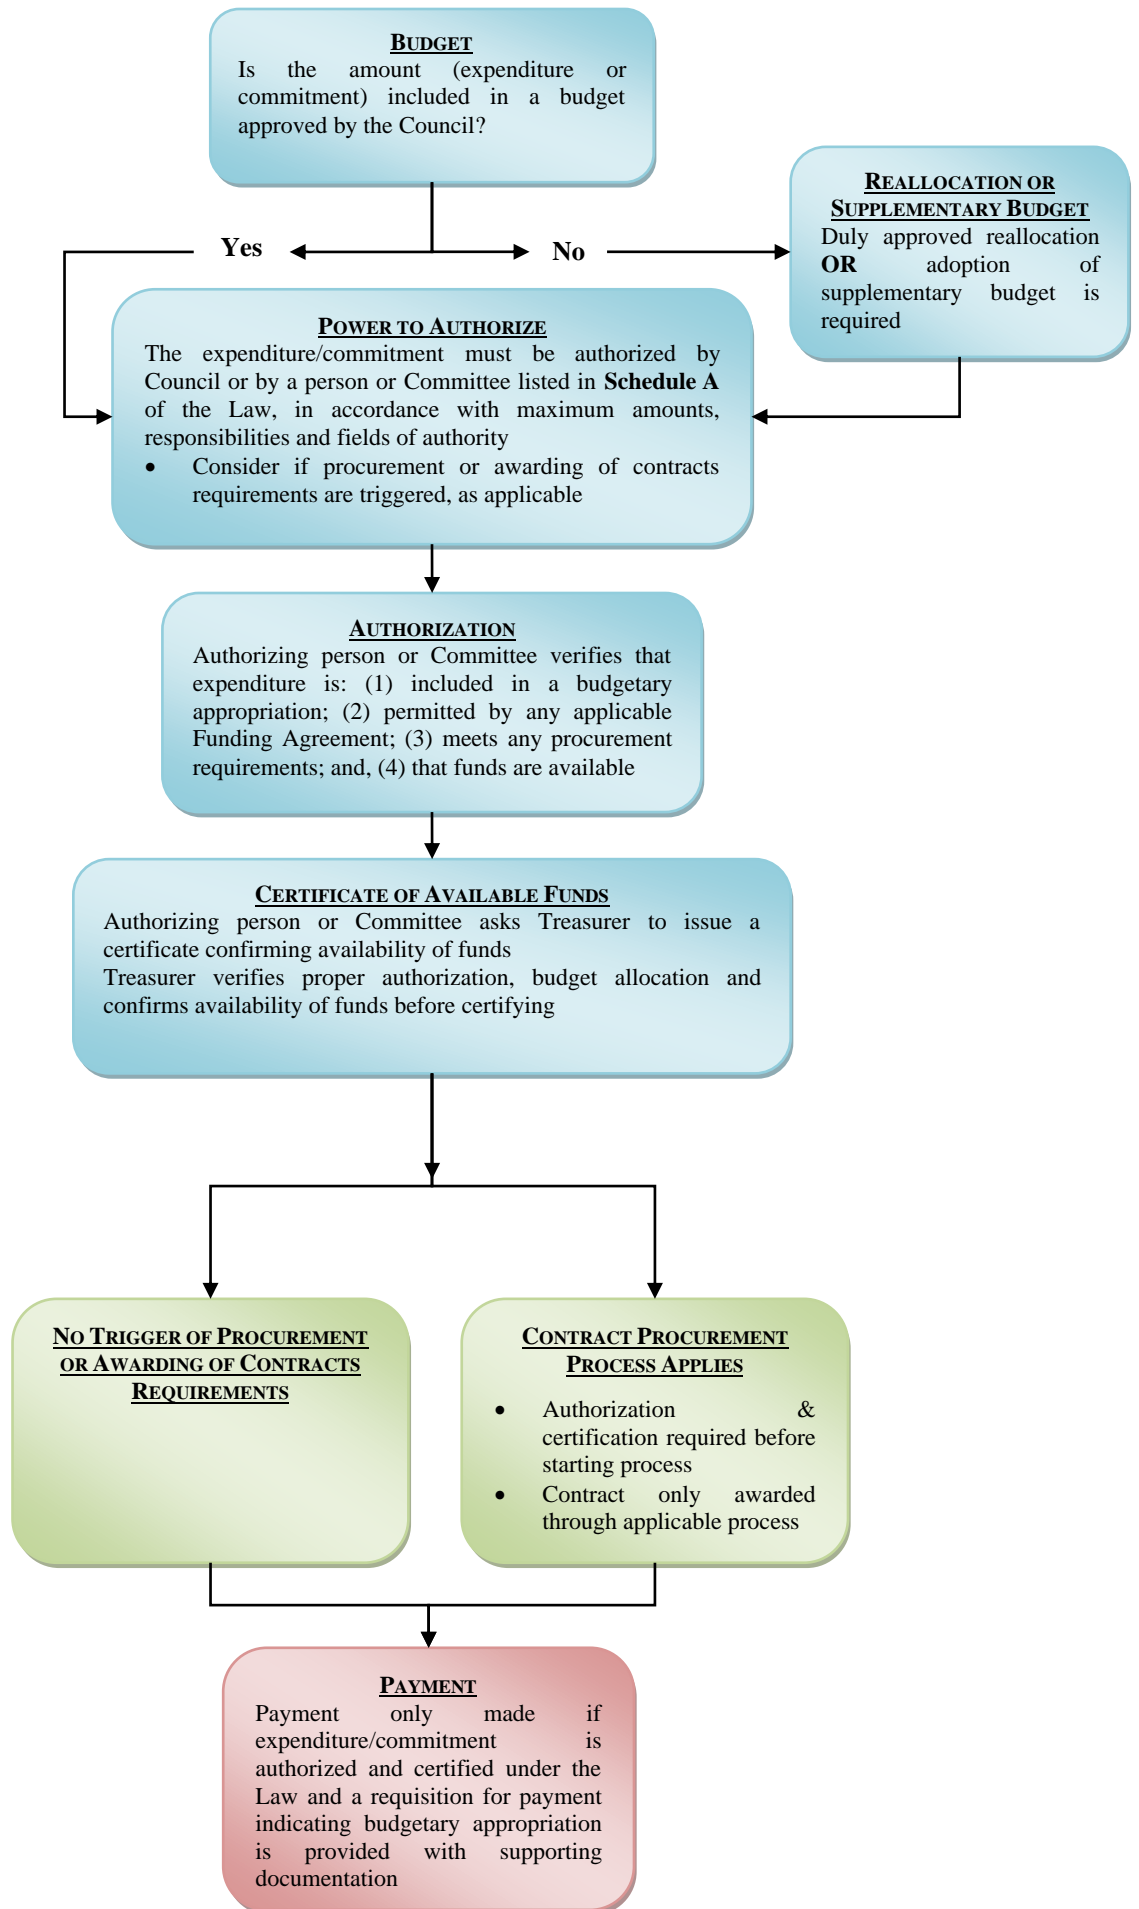 BUDGET
Is the amount (expenditure or
commitment) included in a budget
approved by the Council?
REALLOCATION OR
SUPPLEMENTARY BUDGET
Duly approved reallocation
OR adoption of
supplementary budget is
required
Yes
No
POWER TO AUTHORIZE
The expenditure/commitment must be authorized by
Council or by a person or Committee listed in Schedule A
of the Law, in accordance with maximum amounts,
responsibilities and fields of authority
• Consider if procurement or awarding of contracts
requirements are triggered, as applicable
AUTHORIZATION
Authorizing person or Committee verifies that
expenditure is: (1) included in a budgetary
appropriation; (2) permitted by any applicable
Funding Agreement; (3) meets any procurement
requirements; and, (4) that funds are available
CERTIFICATE OF AVAILABLE FUNDS
Authorizing person or Committee asks Treasurer to issue a
certificate confirming availability of funds
Treasurer verifies proper authorization, budget allocation and
confirms availability of funds before certifying
NO TRIGGER OF PROCUREMENT
OR AWARDING OF CONTRACTS
REQUIREMENTS
CONTRACT PROCUREMENT
PROCESS APPLIES
• Authorization &
certification required before
starting process
• Contract only awarded
through applicable process
PAYMENT
Payment only made if
expenditure/commitment is
authorized and certified under the
Law and a requisition for payment
indicating budgetary appropriation
is provided with supporting
documentation